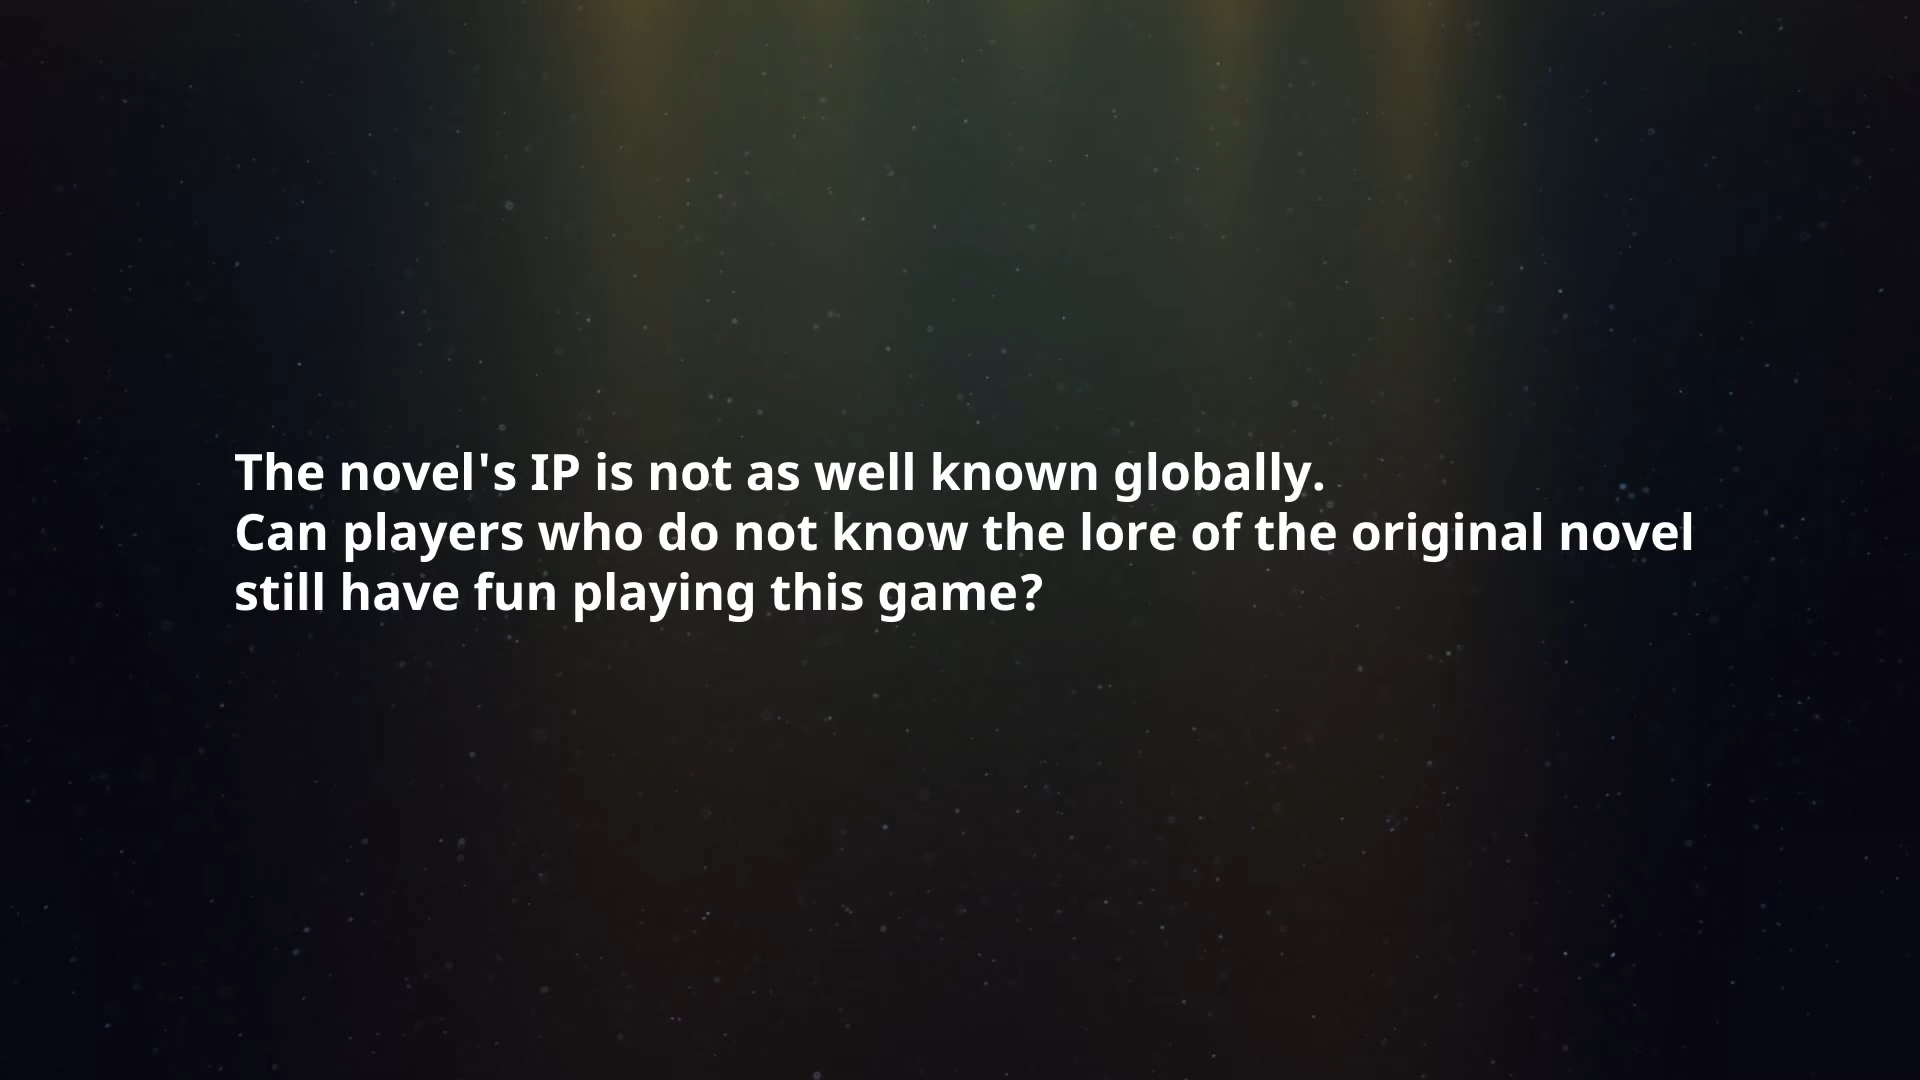 The novel's IP is not as well known globally.
Can players who do not know the lore of the original novel
still have fun playing this game?